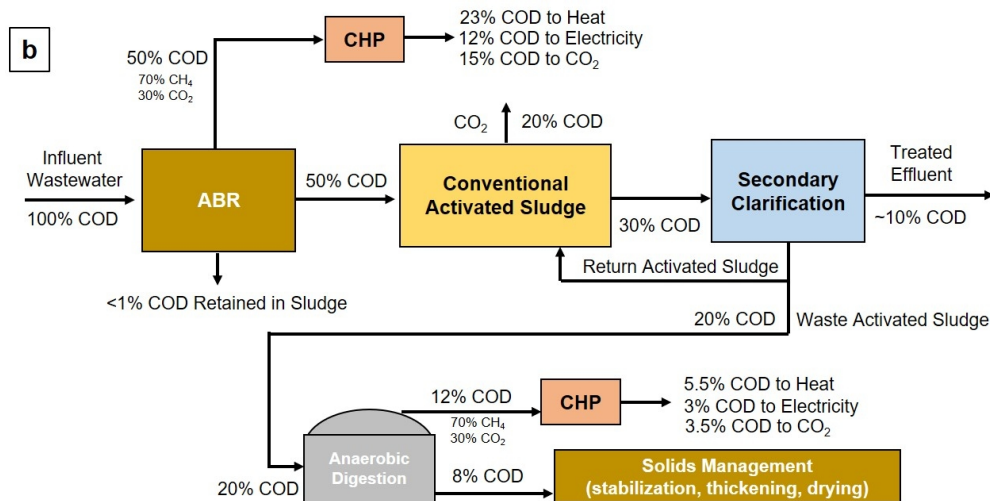 b
50% COD
70% CH₄
30% CO₂
CHP
23% COD to Heat
12% COD to Electricity
15% COD to CO₂
Influent
Wastewater
100% COD
ABR
50% COD
CO₂
20% COD
Conventional
Activated Sludge
30% COD
Secondary
Clarification
Treated
Effluent
~10% COD
<1% COD Retained in Sludge
Return Activated Sludge
20% COD
Waste Activated Sludge
20% COD
Anaerobic
Digestion
12% COD
70% CH₄
30% CO₂
CHP
5.5% COD to Heat
3% COD to Electricity
3.5% COD to CO₂
8% COD
Solids Management
(stabilization, thickening, drying)